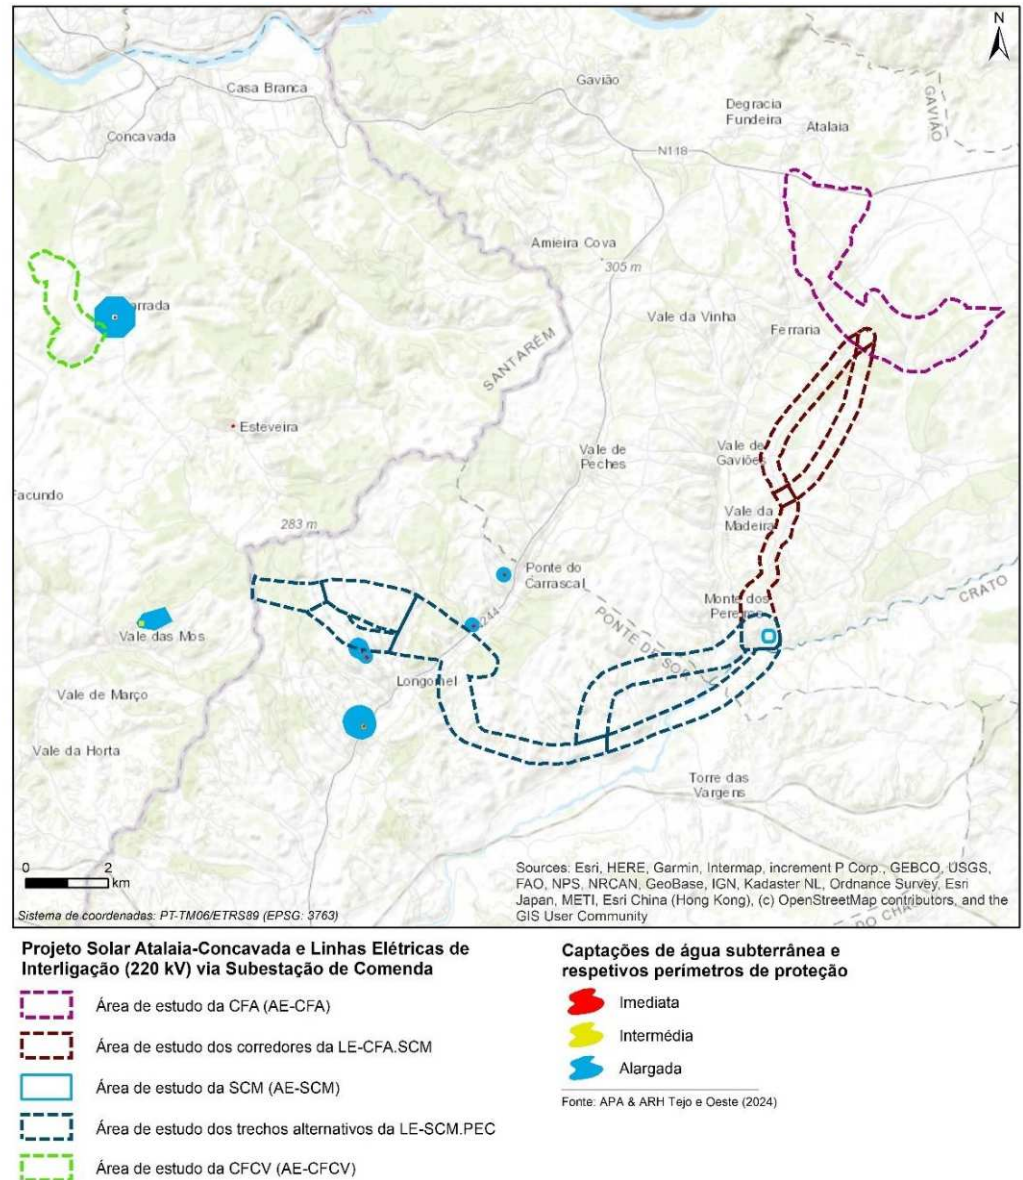 N
Gavião
Casa Branca
Degracia
Fundeira
Atalaia
GAVIÃO
Concavada
N118
Amieira Cova
305 m
arrada
Vale da Vinha
Ferraria
SANTARÉM
Esteveira
Vale de
Peches
Vale de
Gaviões
Facundo
283 m
Vale da
Madeira
Ponte do
Carrascal
CRATO
Monte dos
Pereiros
Vale das Mos
244
PONTE DE SOR
Longomel
Vale de Março
Vale da Horta
Torre das
Vargens
0 2
km
Sources: Esri, HERE, Garmin, Intermap, increment P Corp., GEBCO, USGS,
FAO, NPS, NRCAN, GeoBase, IGN, Kadaster NL, Ordnance Survey, Esri
Japan, METI, Esri China (Hong Kong), (c) OpenStreetMap contributors, and the
GIS User Community
Sistema de coordenadas: PT-TM06/ETRS89 (EPSG: 3763)
Projeto Solar Atalaia-Concavada e Linhas Elétricas de
Interligação (220 kV) via Subestação de Comenda
Área de estudo da CFA (AE-CFA)
Área de estudo dos corredores da LE-CFA.SCM
Área de estudo da SCM (AE-SCM)
Área de estudo dos trechos alternativos da LE-SCM.PEC
Área de estudo da CFCV (AE-CFCV)
Captações de água subterrânea e
respetivos perímetros de proteção
Imediata
Intermédia
Alargada
Fonte: APA & ARH Tejo e Oeste (2024)